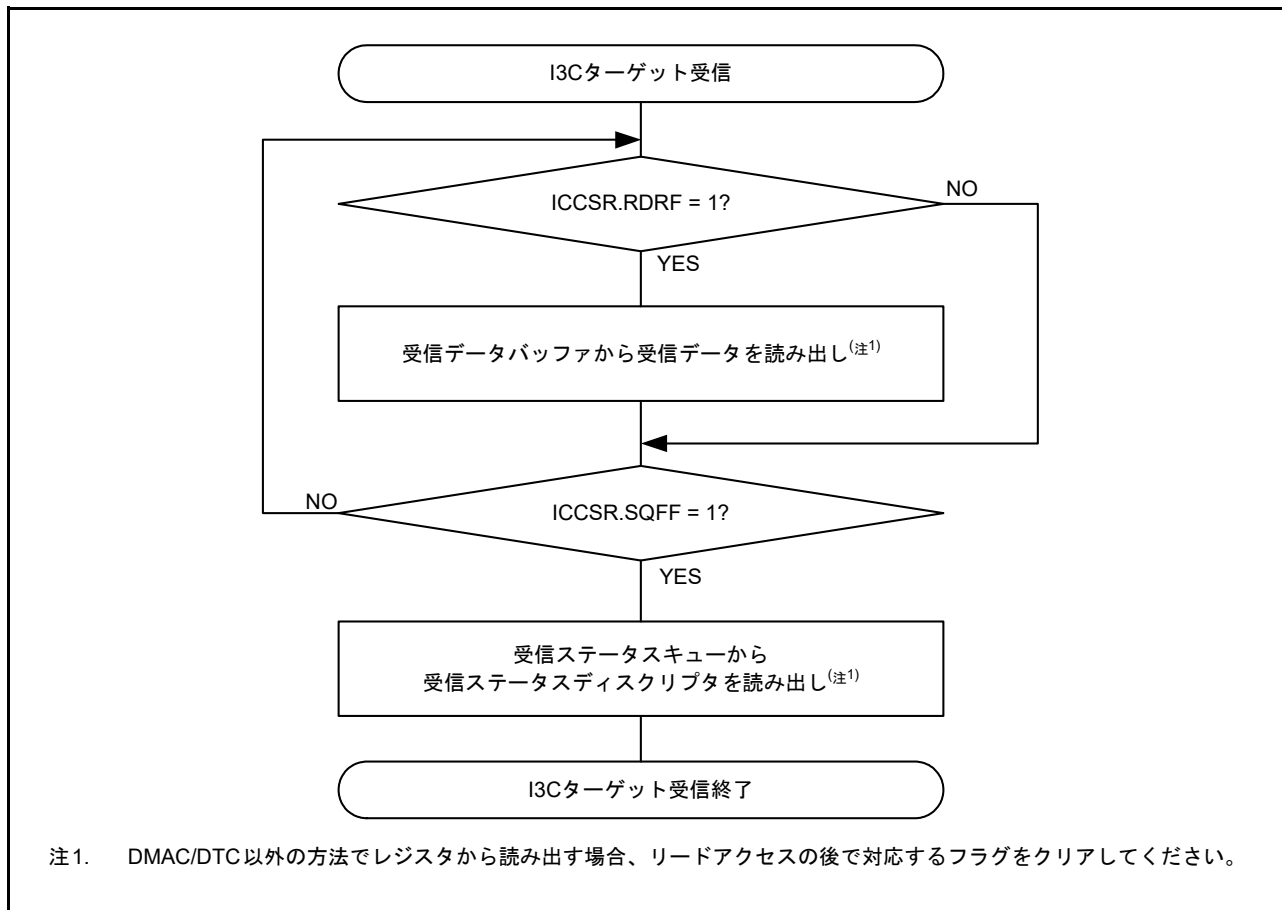 I3Cターゲット受信
ICCSR.RDRF = 1?
NO
YES
受信データバッファから受信データを読み出し(注1)
NO
ICCSR.SQFF = 1?
YES
受信ステータスキューから
受信ステータスディスクリプタを読み出し(注1)
I3Cターゲット受信終了
注1. DMAC/DTC以外の方法でレジスタから読み出す場合、リードアクセスの後で対応するフラグをクリアしてください。